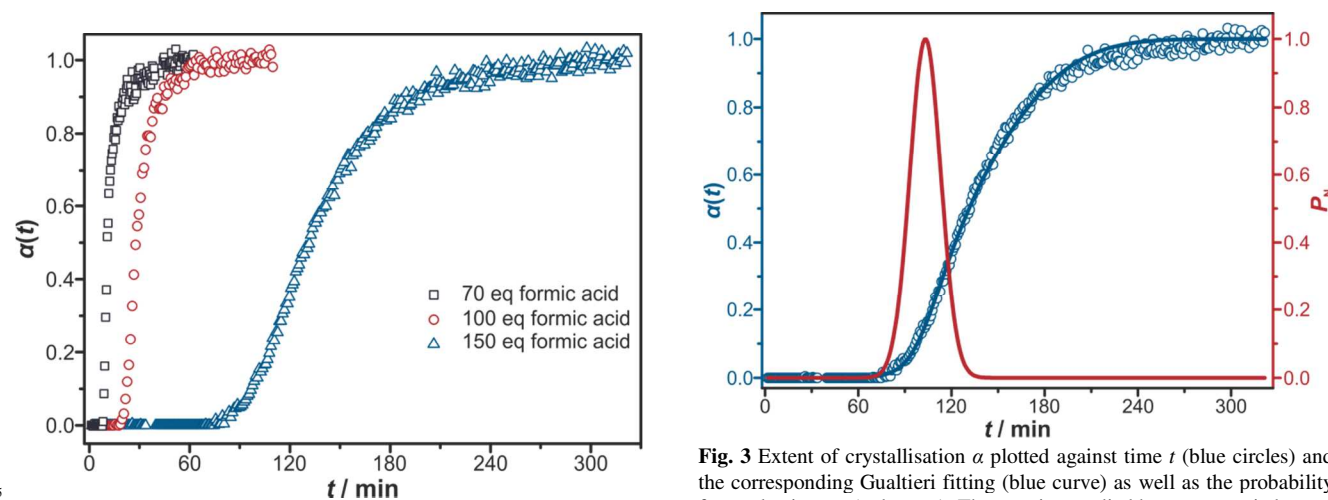 1.0
0.8
0.6
0.4
0.2
0.0
α(t)
70 eq formic acid
100 eq formic acid
150 eq formic acid
0 60 120 180 240 300
t / min
1.0
0.8
0.6
0.4
0.2
0.0
α(t)
1.0
0.8
0.6
0.4
0.2
0.0
0 60 120 180 240 300
t / min
Fig. 3 Extent of crystallisation α plotted against time t (blue circles) and
the corresponding Gualtieri fitting (blue curve) as well as the probability